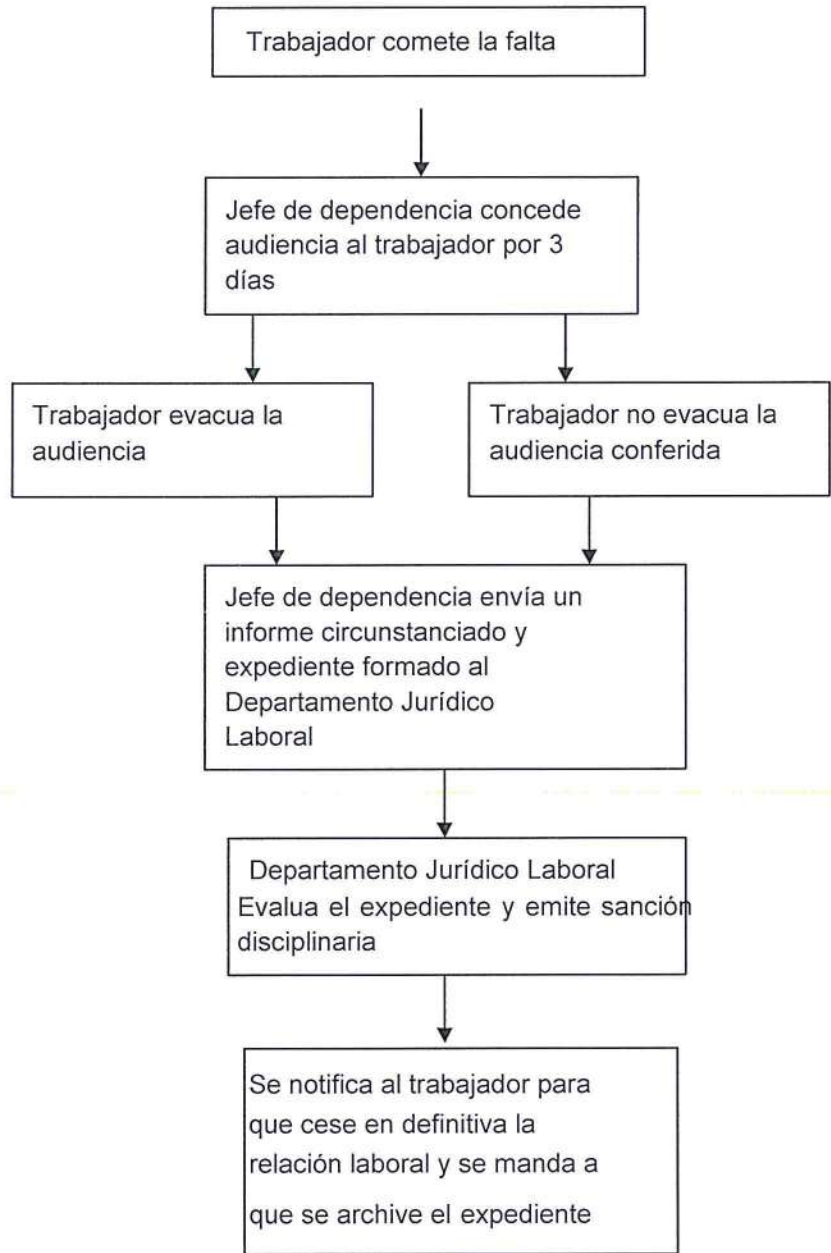 Trabajador comete la falta
Jefe de dependencia concede
audiencia al trabajador por 3
días
Trabajador evacua la
audiencia
Trabajador no evacua la
audiencia conferida
Jefe de dependencia envía un
informe circunstanciado y
expediente formado al
Departamento Jurídico
Laboral
Departamento Jurídico Laboral
Evalua el expediente y emite sanción
disciplinaria
Se notifica al trabajador para
que cese en definitiva la
relación laboral y se manda a
que se archive el expediente